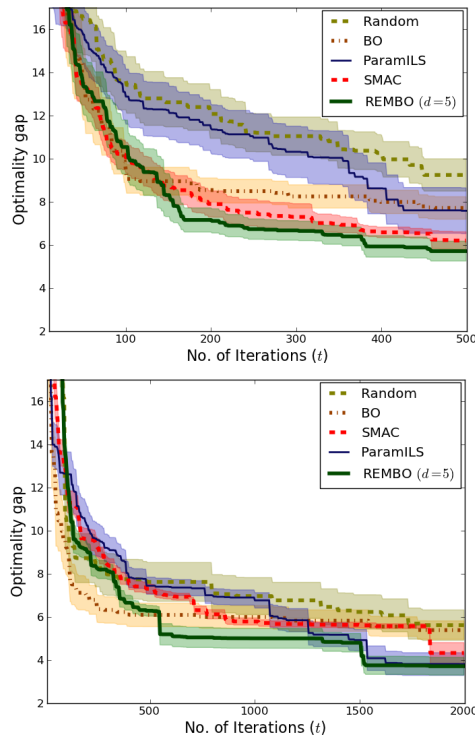 16
14
12
10
8
6
4
2
Optimality gap
Random
BO
ParamILS
SMAC
REMBO (d=5)
100
200
300
400
500
No. of Iterations (t)
16
14
12
10
8
6
4
2
Optimality gap
Random
BO
SMAC
ParamILS
REMBO (d=5)
500
1000
1500
2000
No. of Iterations (t)